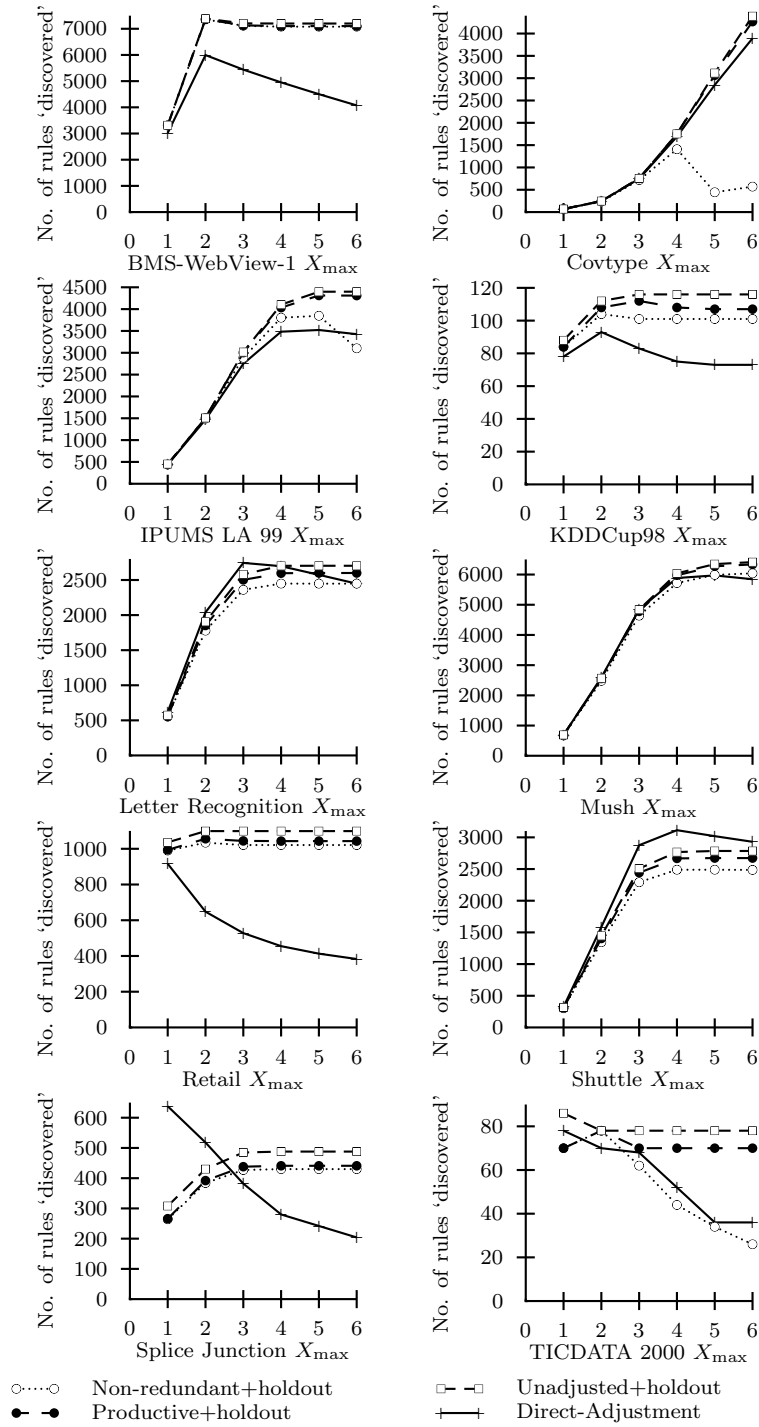 No. of rules ‘discovered’
7000
6000
5000
4000
3000
2000
1000
0
0 1 2 3 4 5 6
BMS-WebView-1 Xmax
No. of rules ‘discovered’
4000
3500
3000
2500
2000
1500
1000
500
0
0 1 2 3 4 5 6
Covtype Xmax
No. of rules ‘discovered’
4500
4000
3500
3000
2500
2000
1500
1000
500
0
0 1 2 3 4 5 6
IPUMS LA 99 Xmax
No. of rules ‘discovered’
120
100
80
60
40
20
0
0 1 2 3 4 5 6
KDDCup98 Xmax
No. of rules ‘discovered’
2500
2000
1500
1000
500
0
0 1 2 3 4 5 6
Letter Recognition Xmax
No. of rules ‘discovered’
6000
5000
4000
3000
2000
1000
0
0 1 2 3 4 5 6
Mush Xmax
No. of rules ‘discovered’
1000
800
600
400
200
0
0 1 2 3 4 5 6
Retail Xmax
No. of rules ‘discovered’
3000
2500
2000
1500
1000
500
0
0 1 2 3 4 5 6
Shuttle Xmax
No. of rules ‘discovered’
600
500
400
300
200
100
0
0 1 2 3 4 5 6
Splice Junction Xmax
No. of rules ‘discovered’
80
60
40
20
0
0 1 2 3 4 5 6
TICDATA 2000 Xmax
Non-redundant+holdout
Productive+holdout
Unadjusted+holdout
Direct-Adjustment